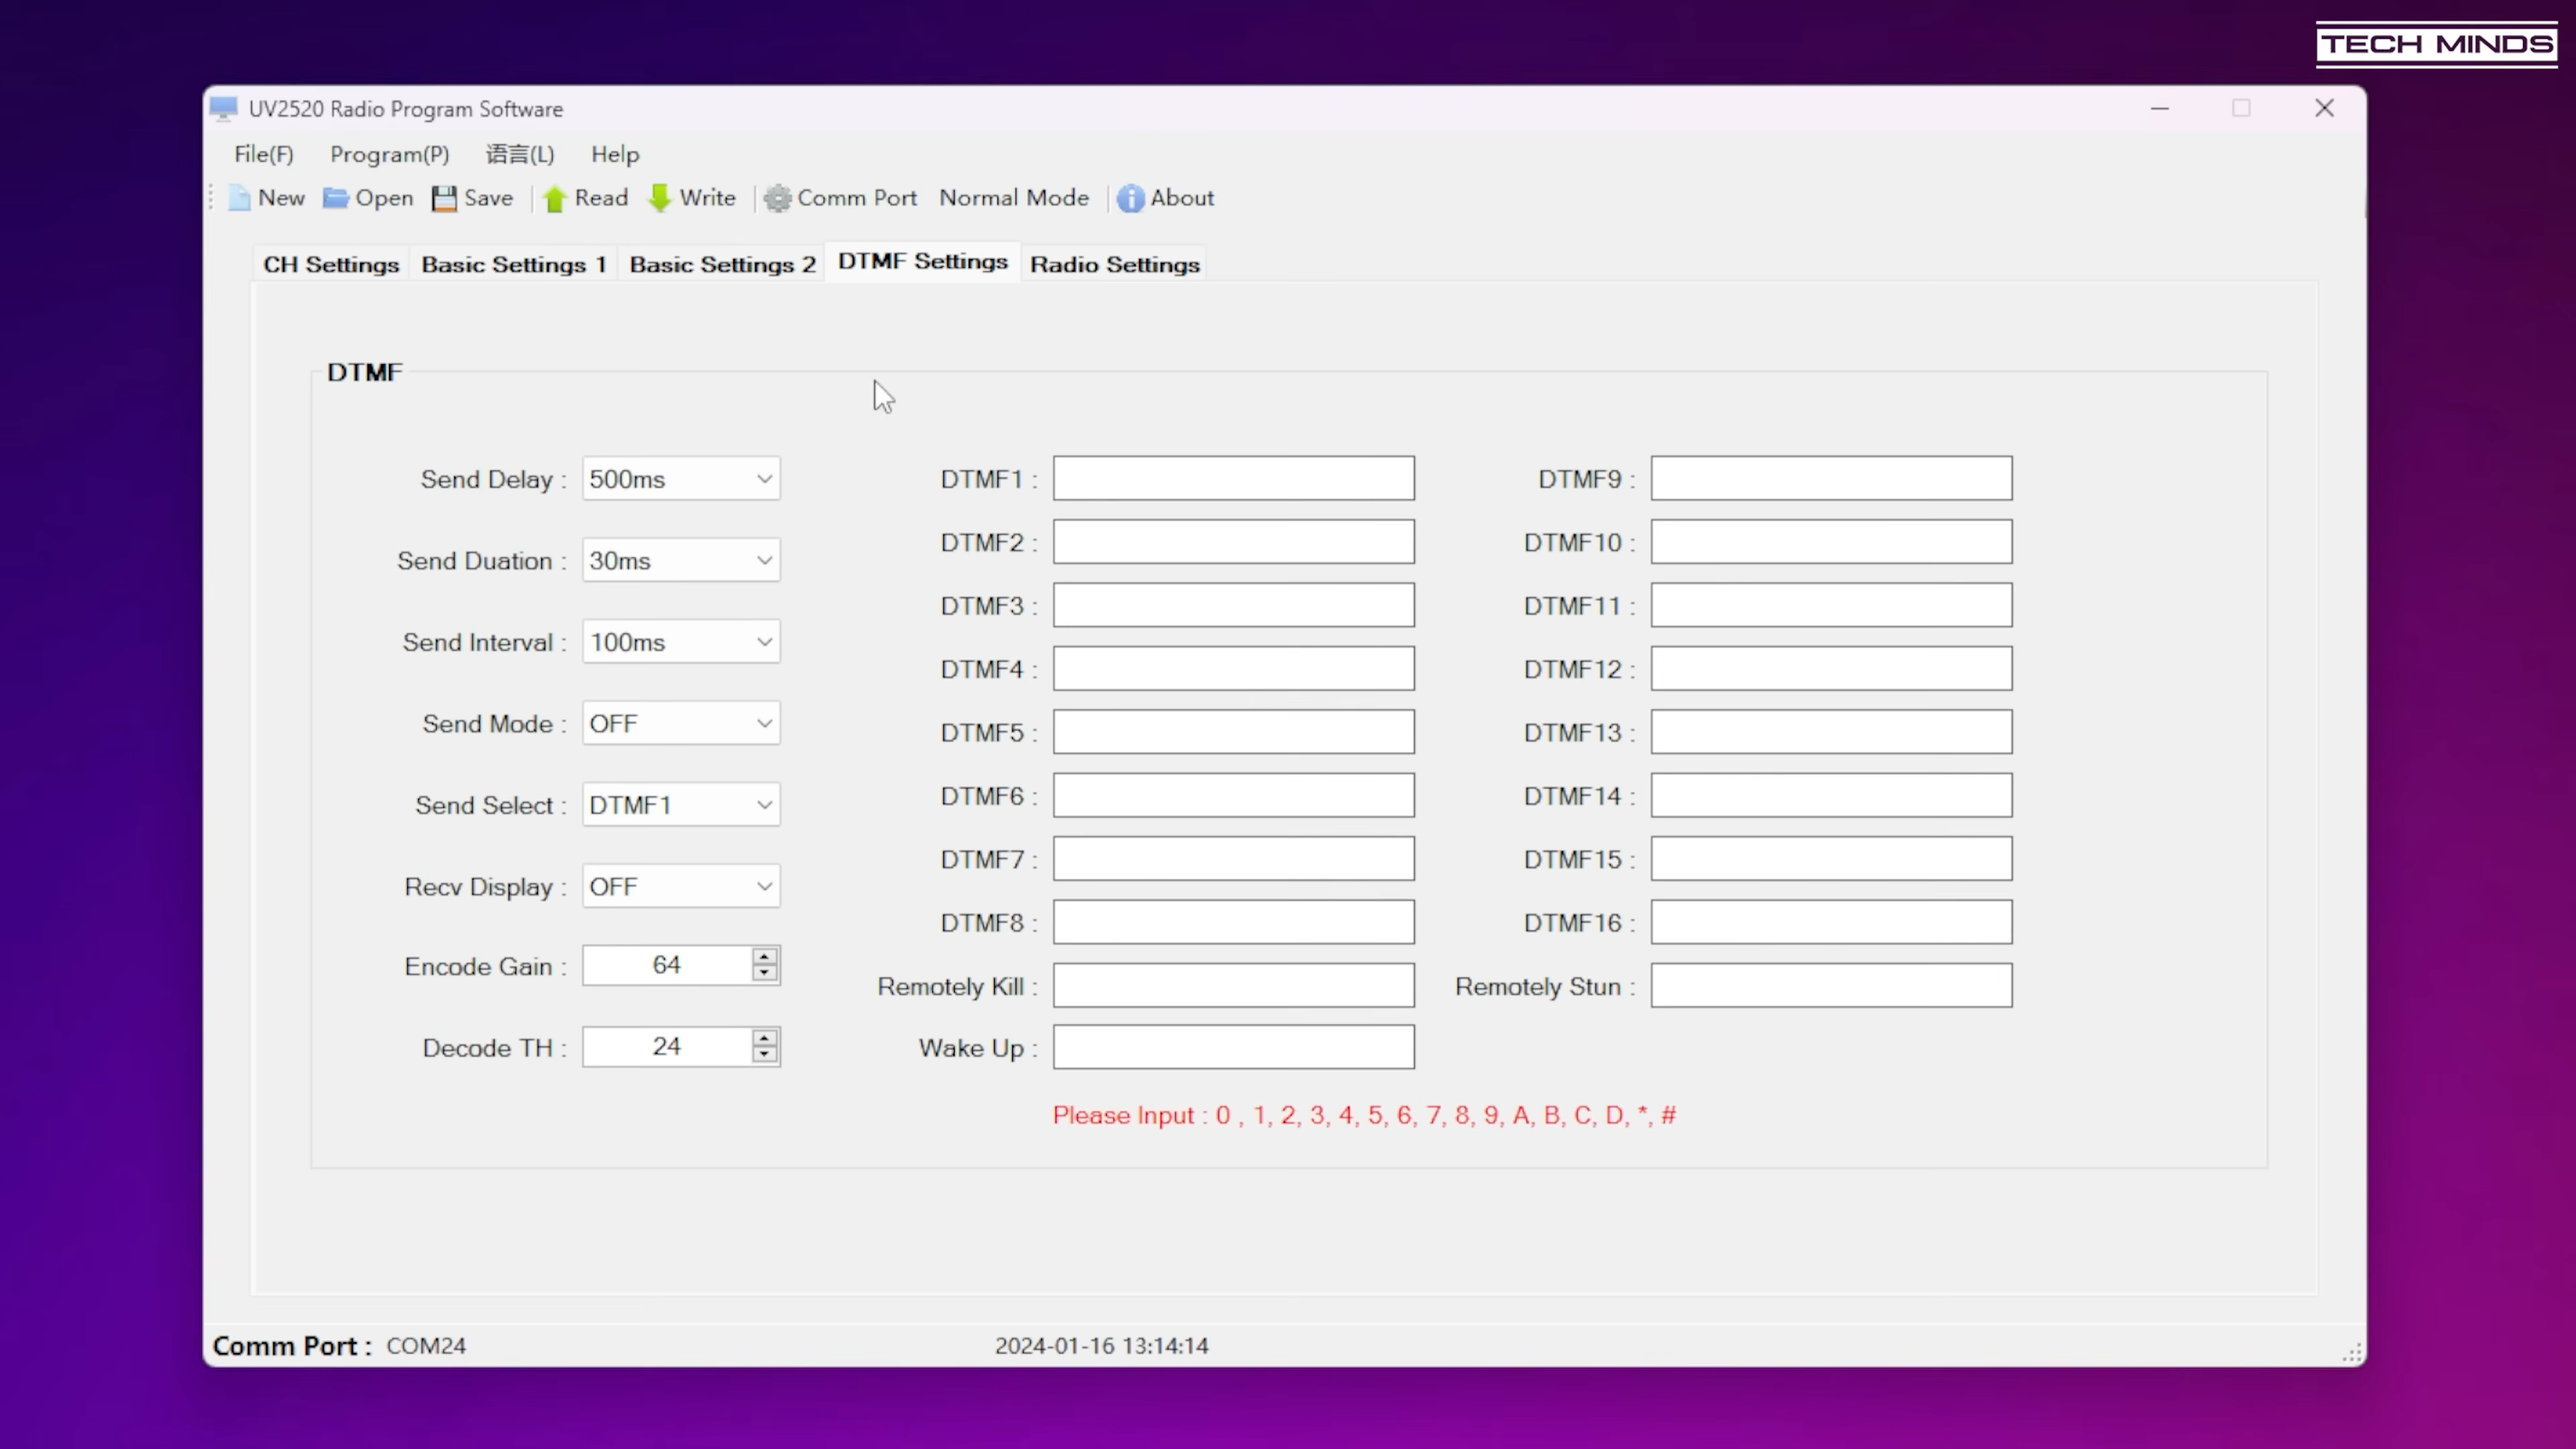 TECH MINDS
UV2520 Radio Program Software
File(F) Program(P) 语言(L) Help
New Open Save Read Write Comm Port Normal Mode About
CH Settings Basic Settings 1 Basic Settings 2 DTMF Settings Radio Settings
DTMF
Send Delay : 500ms DTMF1 : DTMF9 :
Send Duation : 30ms DTMF2 : DTMF10 :
DTMF3 : DTMF11 :
Send Interval : 100ms DTMF4 : DTMF12 :
Send Mode : OFF DTMF5 : DTMF13 :
Send Select : DTMF1 DTMF6 : DTMF14 :
DTMF7 : DTMF15 :
Recv Display : OFF DTMF8 : DTMF16 :
Encode Gain : 64 Remotely Kill : Remotely Stun :
Decode TH : 24 Wake Up :
Please Input : 0 , 1, 2, 3, 4, 5, 6, 7, 8, 9, A, B, C, D, *, #
Comm Port : COM24 2024-01-16 13:14:14